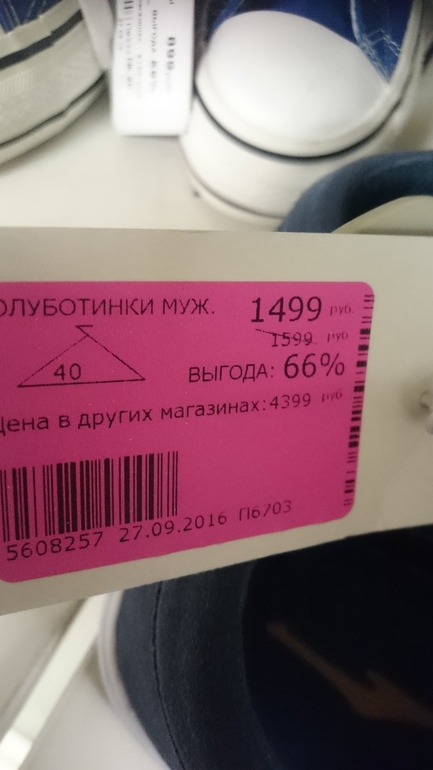 ОЛУБОТИНКИ МУЖ. 1499 руб.
1599 руб
40
ВЫГОДА: 66%
Цена в других магазинах: 4399 руб
5608257 27.09.2016 П6703
899